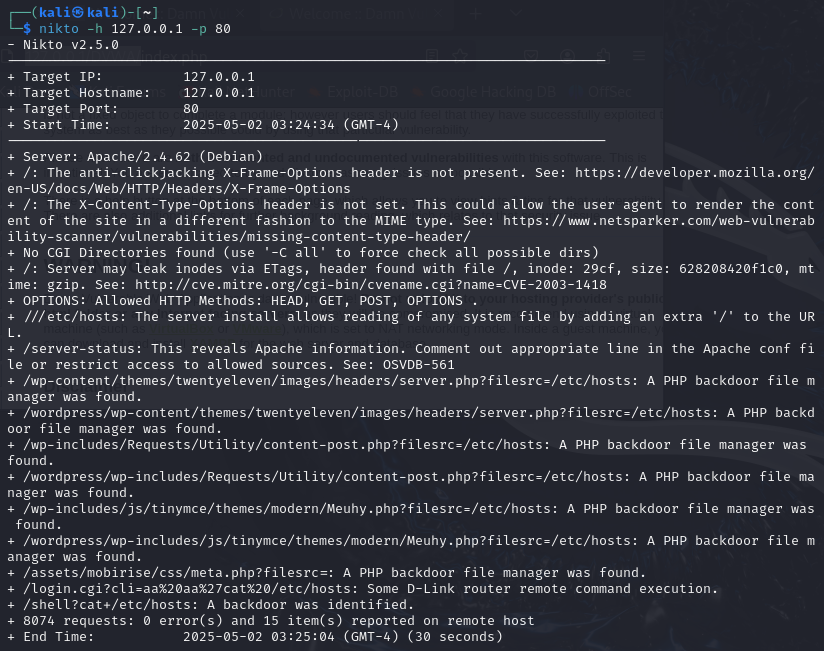 ┌──(kali㉿kali)-[~]
└─$ nikto -h 127.0.0.1 -p 80
- Nikto v2.5.0
+ Target IP:          127.0.0.1
+ Target Hostname:    127.0.0.1
+ Target Port:        80
+ Start Time:         2025-05-02 03:24:34 (GMT-4)
+ Server: Apache/2.4.62 (Debian)
+ /: The anti-clickjacking X-Frame-Options header is not present. See: https://developer.mozilla.org/
en-US/docs/Web/HTTP/Headers/X-Frame-Options
+ /: The X-Content-Type-Options header is not set. This could allow the user agent to render the cont
ent of the site in a different fashion to the MIME type. See: https://www.netsparker.com/web-vulnerab
ility-scanner/vulnerabilities/missing-content-type-header/
+ No CGI Directories found (use '-C all' to force check all possible dirs)
+ /: Server may leak inodes via ETags, header found with file /, inode: 29cf, size: 628208420f1c0, mt
ime: gzip. See: http://cve.mitre.org/cgi-bin/cvename.cgi?name=CVE-2003-1418
+ OPTIONS: Allowed HTTP Methods: HEAD, GET, POST, OPTIONS
+ ///etc/hosts: The server install allows reading of any system file by adding an extra '/' to the UR
L.
+ /server-status: This reveals Apache information. Comment out appropriate line in the Apache conf fi
le or restrict access to allowed sources. See: OSVDB-561
+ /wp-content/themes/twentyeleven/images/headers/server.php?filesrc=/etc/hosts: A PHP backdoor file m
anager was found.
+ /wordpress/wp-content/themes/twentyeleven/images/headers/server.php?filesrc=/etc/hosts: A PHP backd
oor file manager was found.
+ /wp-includes/Requests/Utility/content-post.php?filesrc=/etc/hosts: A PHP backdoor file manager was
found.
+ /wordpress/wp-includes/Requests/Utility/content-post.php?filesrc=/etc/hosts: A PHP backdoor file ma
nager was found.
+ /wp-includes/js/tinymce/themes/modern/Meuhy.php?filesrc=/etc/hosts: A PHP backdoor file manager was
 found.
+ /wordpress/wp-includes/js/tinymce/themes/modern/Meuhy.php?filesrc=/etc/hosts: A PHP backdoor file m
anager was found.
+ /assets/mobirise/css/meta.php?filesrc=: A PHP backdoor file manager was found.
+ /login.cgi?cli=aa%20aa%27cat%20/etc/hosts: Some D-Link router remote command execution.
+ /shell?cat+/etc/hosts: A backdoor was identified.
+ 8074 requests: 0 error(s) and 15 item(s) reported on remote host
+ End Time:           2025-05-02 03:25:04 (GMT-4) (30 seconds)